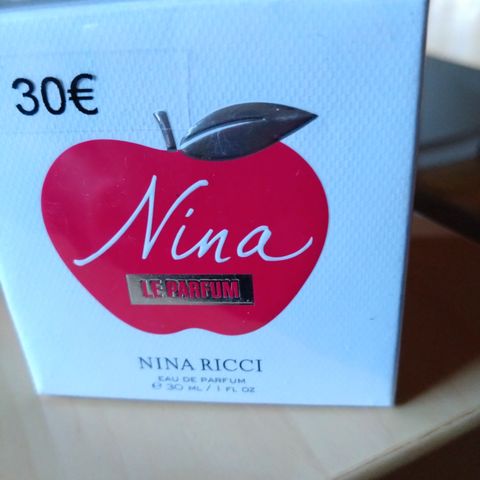 30€
Nina
LE PARFUM
NINA RICCI
EAU DE PARFUM
℮ 30 ML / 1 FL OZ